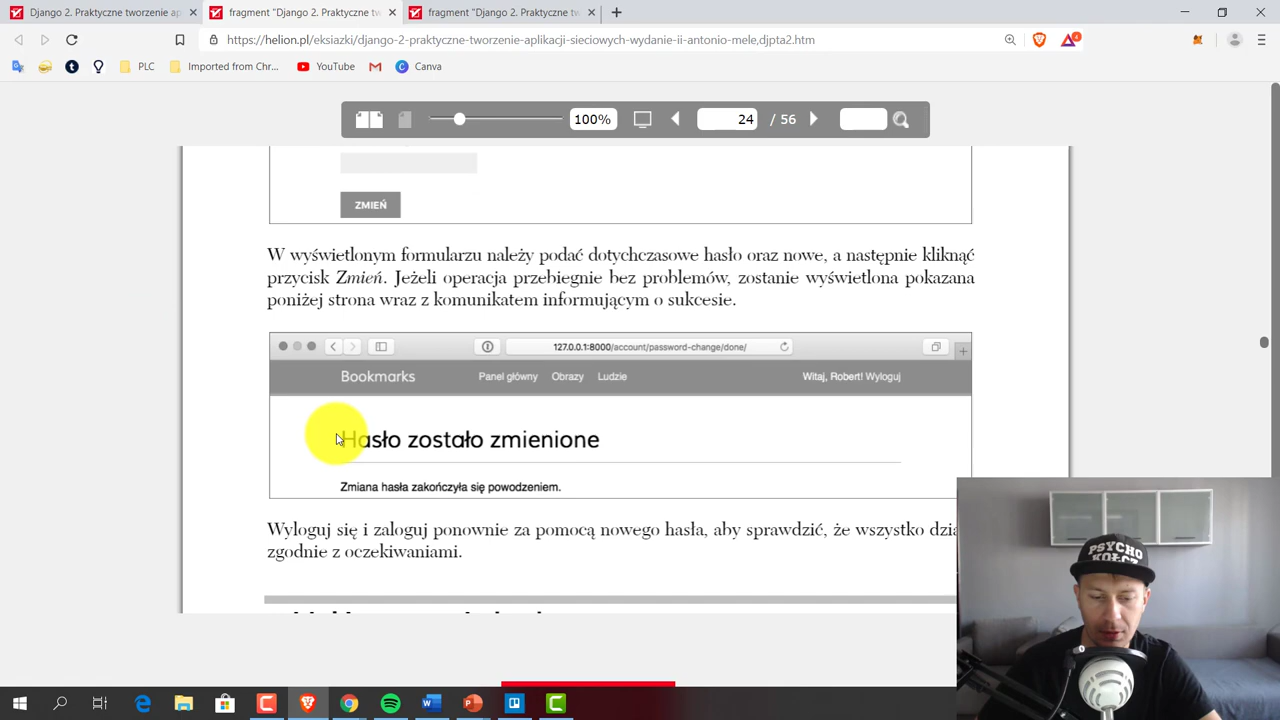 Django 2. Praktyczne tworzenie ap
fragment "Django 2. Praktyczne tw
fragment "Django 2. Praktyczne tw
https://helion.pl/eksiazki/django-2-praktyczne-tworzenie-aplikacji-sieciowych-wydanie-ii-antonio-mele,djpta2.htm
PLC
Imported from Chr...
YouTube
Canva
100%
24 / 56
ZMIEŃ
W wyświetlonym formularzu należy podać dotychczasowe hasło oraz nowe, a następnie kliknąć
przycisk Zmień. Jeżeli operacja przebiegnie bez problemów, zostanie wyświetlona pokazana
poniżej strona wraz z komunikatem informującym o sukcesie.
127.0.0.1:8000/account/password-change/done/
Bookmarks Panel główny Obrazy Ludzie Witaj, Robert! Wyloguj
Hasło zostało zmienione
Zmiana hasła zakończyła się powodzeniem.
Wyloguj się i zaloguj ponownie za pomocą nowego hasła, aby sprawdzić, że wszystko dzia
zgodnie z oczekiwaniami.
PSYCHO
KOŁCZ